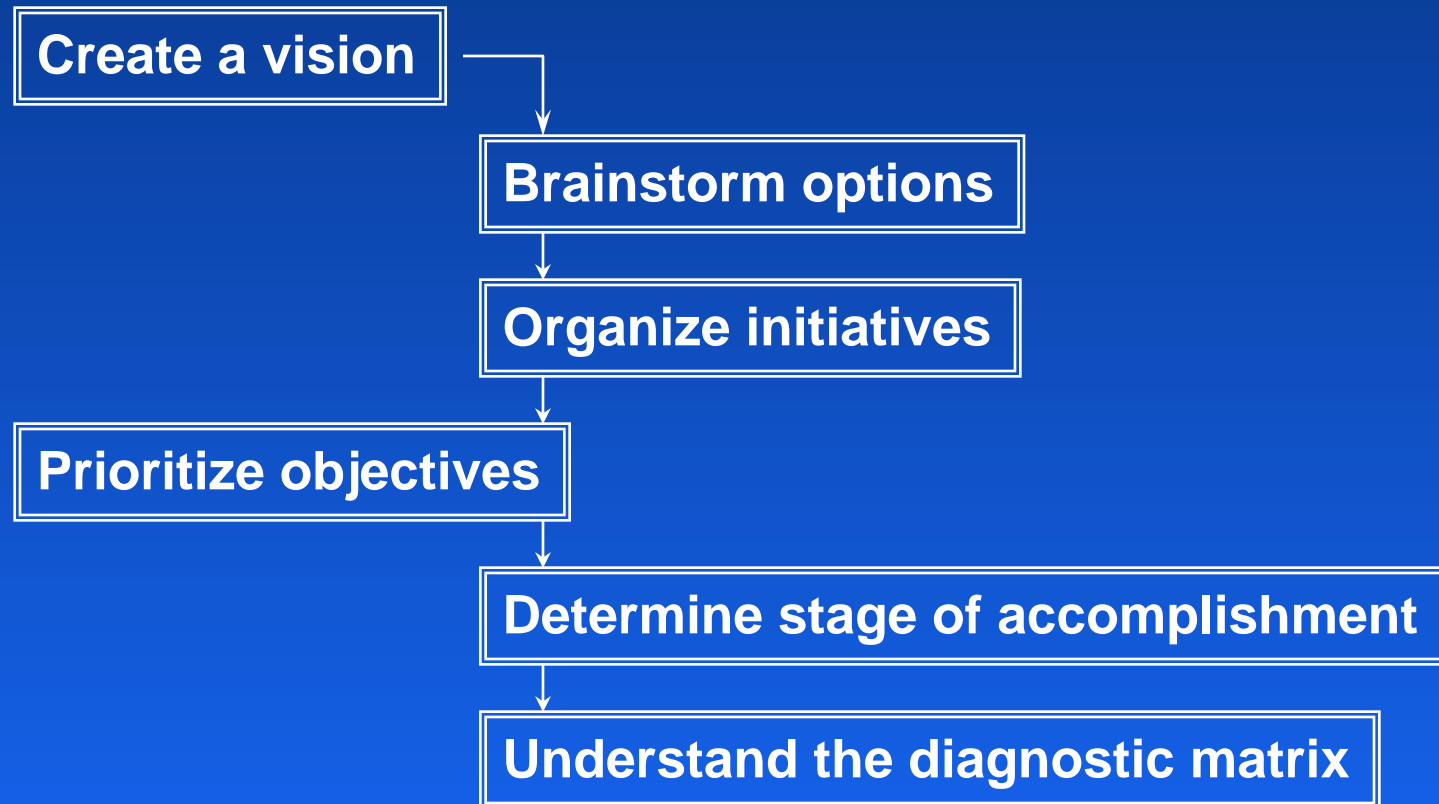 Create a vision
Brainstorm options
Organize initiatives
Prioritize objectives
Determine stage of accomplishment
Understand the diagnostic matrix